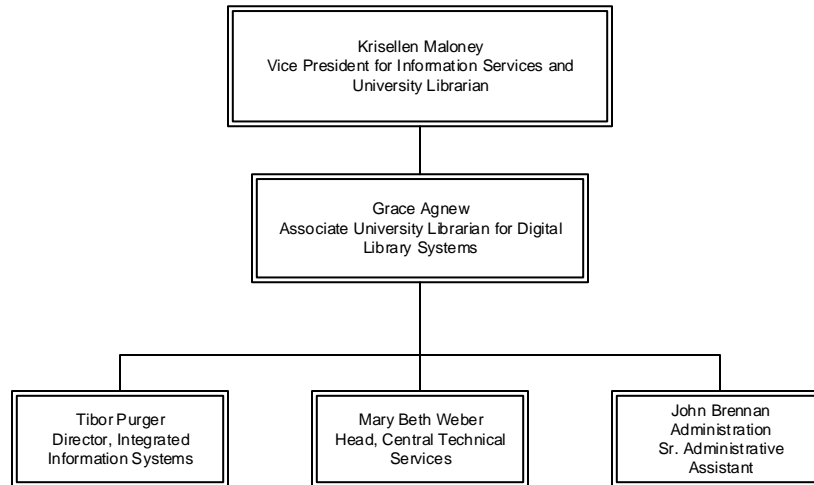 Krisellen Maloney
Vice President for Information Services and
University Librarian
Grace Agnew
Associate University Librarian for Digital
Library Systems
Tibor Purger
Director, Integrated
Information Systems
Mary Beth Weber
Head, Central Technical
Services
John Brennan
Administration
Sr. Administrative
Assistant